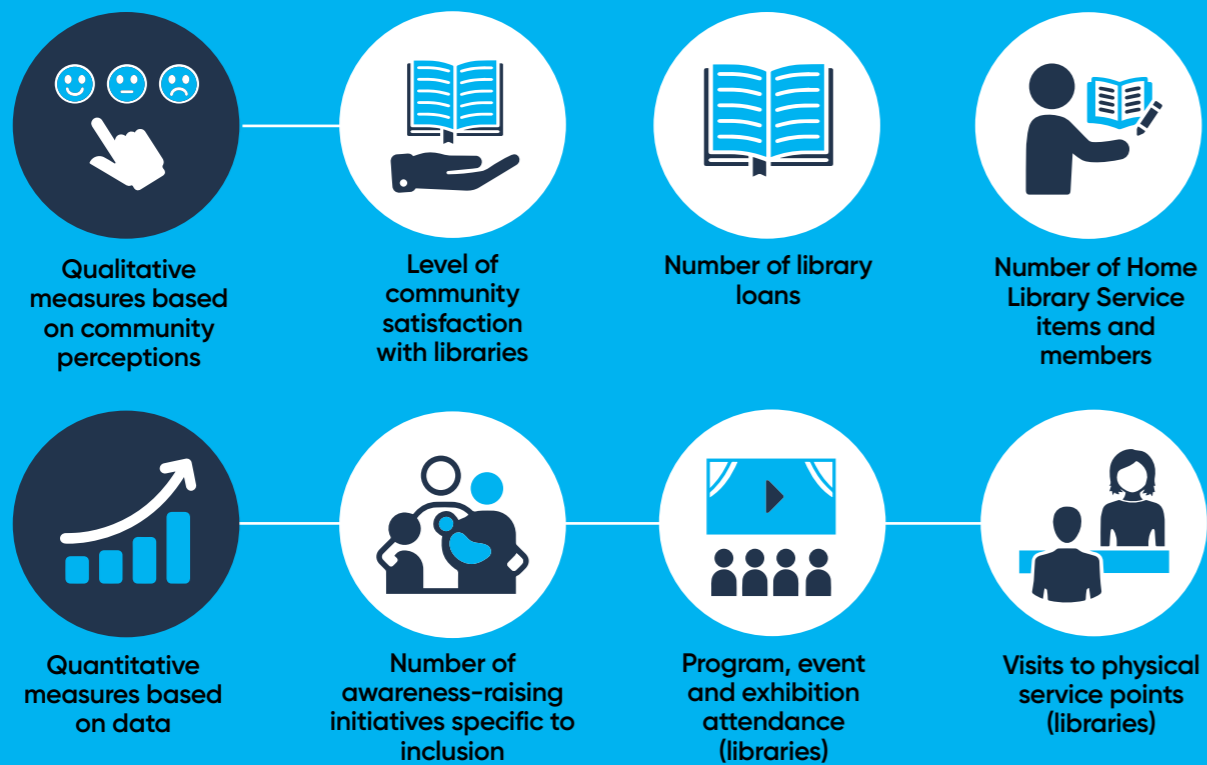 Qualitative
measures based
on community
perceptions
Level of
community
satisfaction
with libraries
Number of library
loans
Number of Home
Library Service
items and
members
Quantitative
measures based
on data
Number of
awareness-raising
initiatives specific to
inclusion
Program, event
and exhibition
attendance
(libraries)
Visits to physical
service points
(libraries)